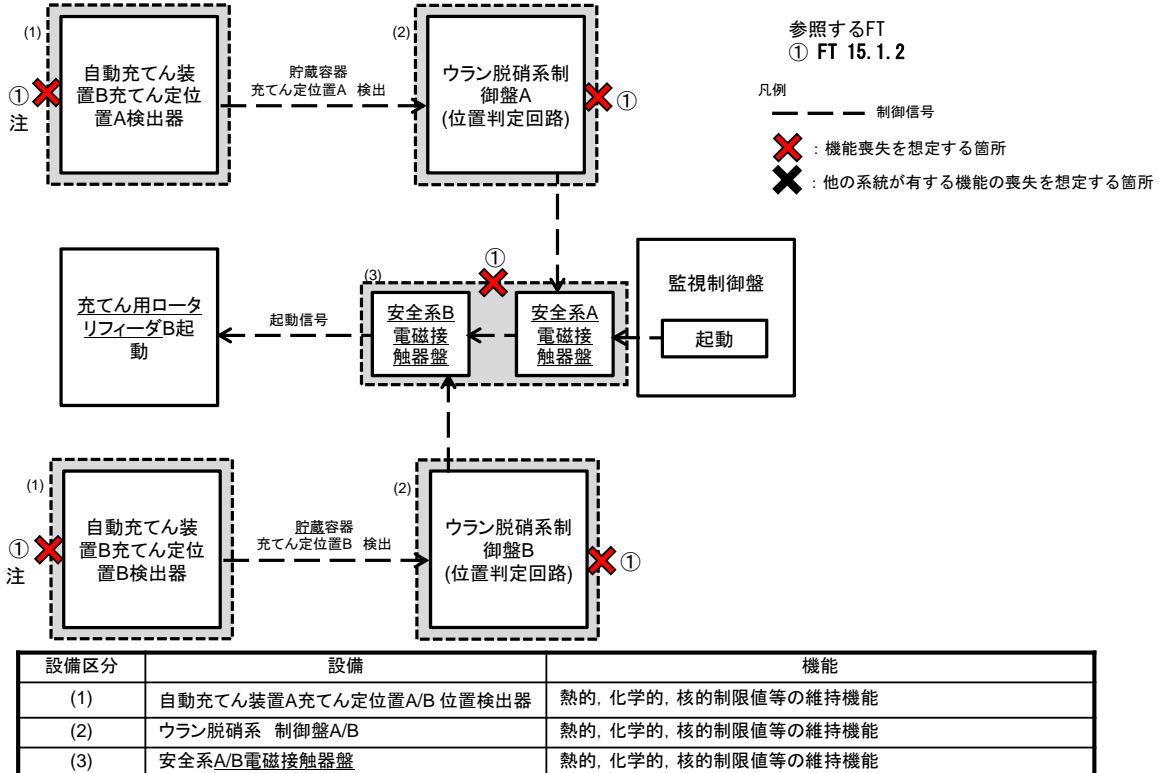 (1)
自動充てん装
置B充てん定位
置A検出器
①
注
貯蔵容器
充てん定位置A 検出
(2)
ウラン脱硝系制
御盤A
(位置判定回路)
①
参照するFT
① FT 15.1.2
凡例
制御信号
：機能喪失を想定する箇所
：他の系統が有する機能の喪失を想定する箇所
充てん用ロータ
リフィーダB起
動
起動信号
(3)
①
安全系B
電磁接
触器盤
安全系A
電磁接
触器盤
監視制御盤
起動
(1)
自動充てん装
置B充てん定位
置B検出器
①
注
貯蔵容器
充てん定位置B 検出
(2)
ウラン脱硝系制
御盤B
(位置判定回路)
①
設備区分 設備 機能
(1) 自動充てん装置A充てん定位置A/B 位置検出器 熱的, 化学的, 核的制限値等の維持機能
(2) ウラン脱硝系 制御盤A/B 熱的, 化学的, 核的制限値等の維持機能
(3) 安全系A/B電磁接触器盤 熱的, 化学的, 核的制限値等の維持機能